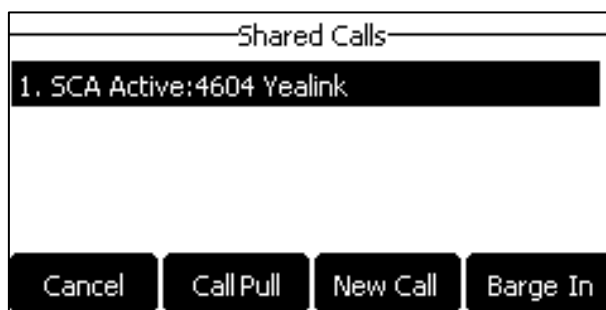 Shared Calls
1. SCA Active:4604 Yealink
Cancel Call Pull New Call Barge In